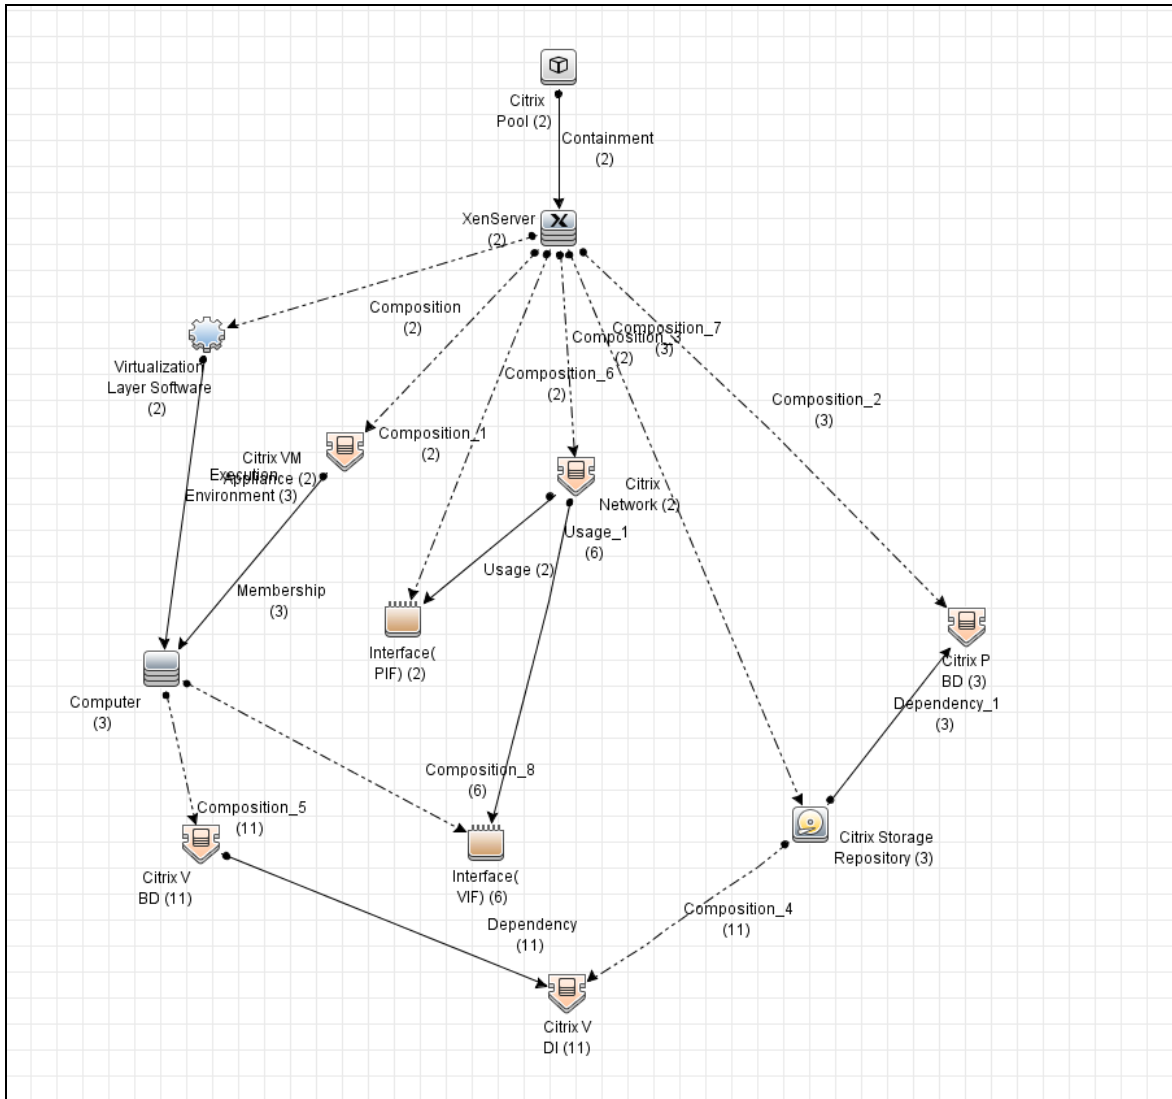 Citrix
Pool (2)
Containment
(2)
XenServer
(2)
Composition
(2)
Composition_7
(3)
Composition_3
(2)
Virtualization
Layer Software
(2)
Composition_6
(2)
Composition_2
(3)
Composition_1
(2)
Citrix VM
Appliance (2)
Execution
Environment (3)
Citrix
Network (2)
Usage_1
(6)
Usage (2)
Membership
(3)
Interface(
PIF) (2)
Citrix P
BD (3)
Computer
(3)
Dependency_1
(3)
Composition_8
(6)
Composition_5
(11)
Citrix Storage
Repository (3)
Citrix V
BD (11)
Interface(
VIF) (6)
Composition_4
(11)
Dependency
(11)
Citrix V
DI (11)